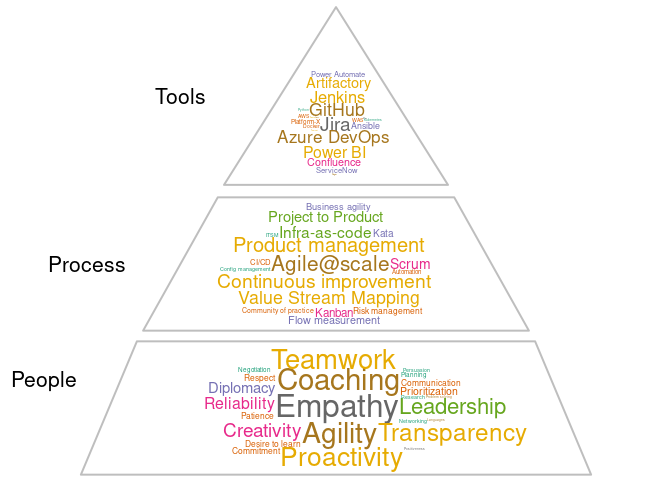 Tools
Power Automate
Artifactory
Jenkins
Python
GitHub
AWS
Platform-X
Docker
Jira
WAS
Kubernetes
Ansible
Azure DevOps
Power BI
Confluence
ServiceNow
Process
Business agility
Project to Product
ITSM
Infra-as-code
Kata
Product management
CI/CD
Config management
Agile@scale
Scrum
Automation
Continuous improvement
Value Stream Mapping
Community of practice
Kanban
Risk management
Flow measurement
People
Teamwork
Negotiation
Respect
Diplomacy
Coaching
Persuasion
Planning
Communication
Prioritization
Research
Reliability
Patience
Empathy
Leadership
Networking
Creativity
Desire to learn
Commitment
Agility
Transparency
Proactivity